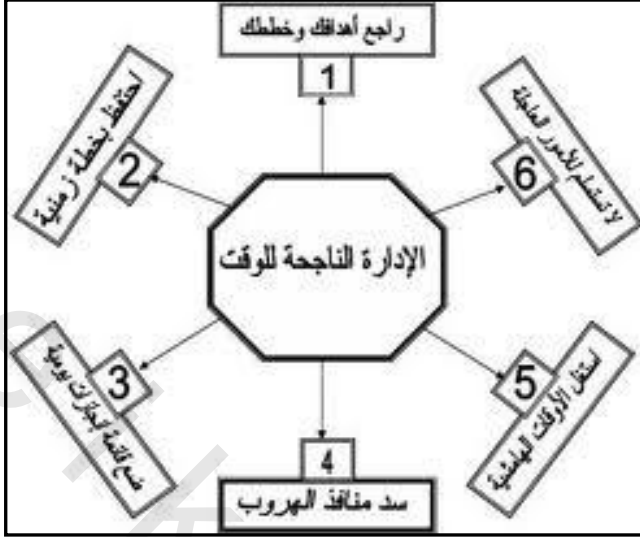 راجع أهدافك وخططك
1
احتفظ بخطة زمنية
2
ضع قائمة إنجازات يومية
3
سد منافذ الهروب
4
استغل الأوقات الهامشية
5
لا تستسلم للأمور العاجلة
6
الإدارة الناجحة للوقت